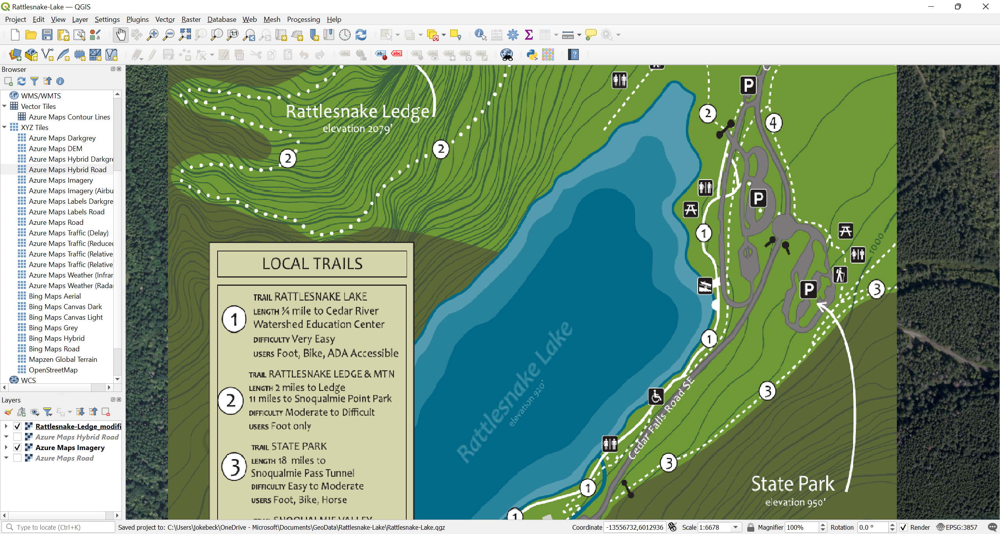 Rattlesnake-Lake — QGIS
Project Edit View Layer Settings Plugins Vector Raster Database Web Mesh Processing Help
Browser
WMS/WMTS
Vector Tiles
Azure Maps Contour Lines
XYZ Tiles
Azure Maps Darkgrey
Azure Maps DEM
Azure Maps Hybrid Darkgre
Azure Maps Hybrid Road
Azure Maps Imagery
Azure Maps Imagery (Airbu
Azure Maps Labels Darkgre
Azure Maps Labels Road
Azure Maps Road
Azure Maps Traffic (Delay)
Azure Maps Traffic (Reduced
Azure Maps Traffic (Relative
Azure Maps Traffic (Relative
Azure Maps Weather (Infrar
Azure Maps Weather (Radar
Bing Maps Aerial
Bing Maps Canvas Dark
Bing Maps Canvas Light
Bing Maps Grey
Bing Maps Hybrid
Bing Maps Road
Mapzen Global Terrain
OpenStreetMap
WCS
Layers
Rattlesnake-Ledge_modifi
Azure Maps Hybrid Road
Azure Maps Imagery
Azure Maps Road
Rattlesnake Ledge
elevation 2079'
2
2
2
4
P
P
P
1
1
1
1
3
3
3
1000
LOCAL TRAILS
1
TRAIL RATTLESNAKE LAKE
LENGTH ¾ mile to Cedar River
Watershed Education Center
DIFFICULTY Very Easy
USERS Foot, Bike, ADA Accessible
2
TRAIL RATTLESNAKE LEDGE & MTN
LENGTH 2 miles to Ledge
11 miles to Snoqualmie Point Park
DIFFICULTY Moderate to Difficult
USERS Foot only
3
TRAIL STATE PARK
LENGTH 18 miles to
Snoqualmie Pass Tunnel
DIFFICULTY Easy to Moderate
USERS Foot, Bike, Horse
Rattlesnake Lake
elevation 920'
Cedar Falls Road SE
State Park
elevation 950'
Type to locate (Ctrl+K)
Saved project to: C:\Users\jokebeck\OneDrive - Microsoft\Documents\GeoData\Rattlesnake-Lake\Rattlesnake-Lake.qgz
Coordinate -13556732,6012936 Scale 1:6678 Magnifier 100% Rotation 0.0 ° Render EPSG:3857